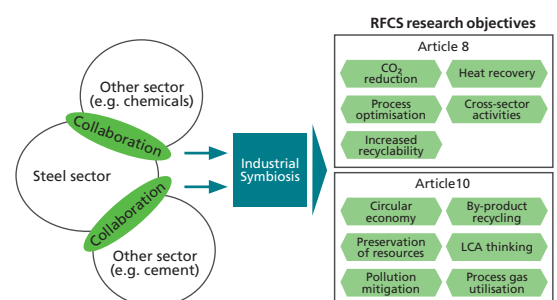 RFCS research objectives
Article 8
CO₂
reduction
Heat recovery
Process
optimisation
Cross-sector
activities
Increased
recyclability
Other sector
(e.g. chemicals)
Collaboration
Steel sector
Collaboration
Other sector
(e.g. cement)
Industrial
Symbiosis
Article10
Circular
economy
By-product
recycling
Preservation
of resources
LCA thinking
Pollution
mitigation
Process gas
utilisation